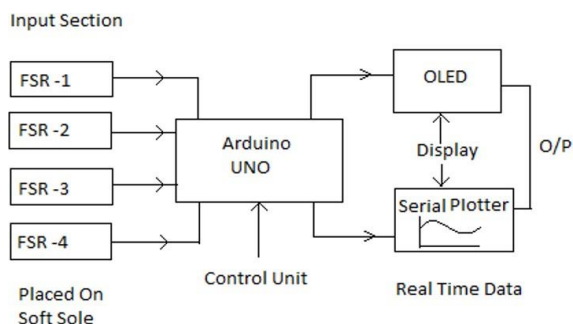 Input Section
FSR -1
FSR -2
FSR -3
FSR -4
Placed On
Soft Sole
Arduino
UNO
Control Unit
OLED
Display
O/P
Serial Plotter
Real Time Data